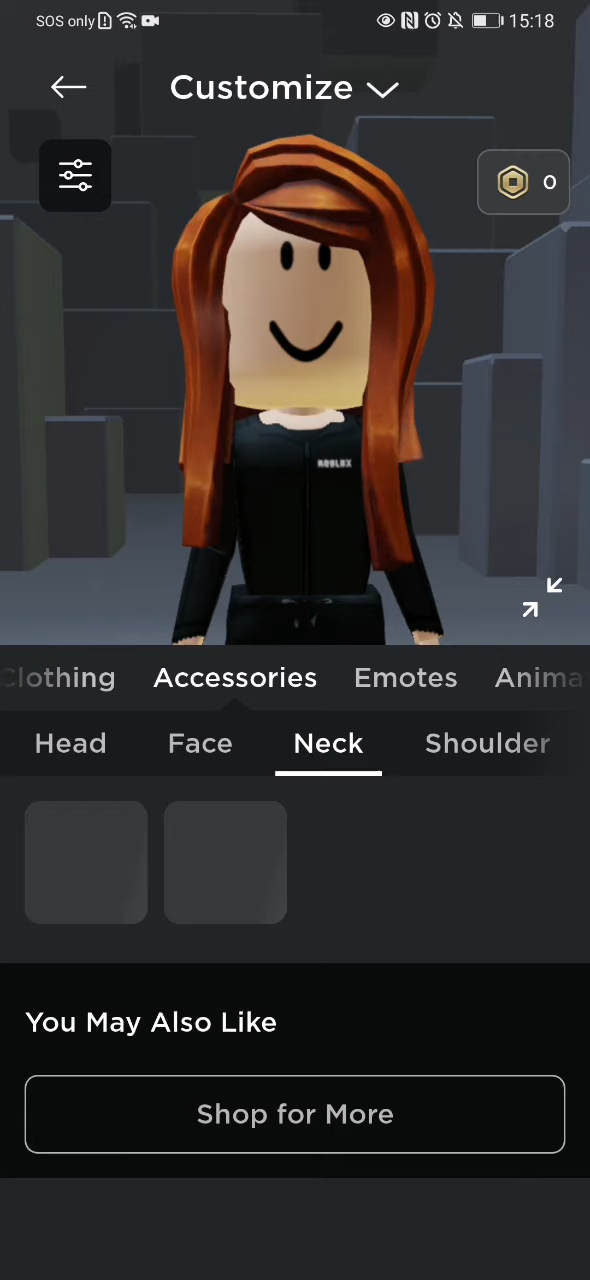 SOS only 15:18
Customize
0
ROBLOX
Clothing Accessories Emotes Anima
Head Face Neck Shoulder
You May Also Like
Shop for More